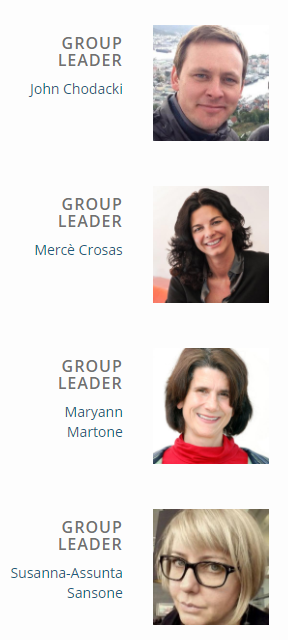 GROUP
LEADER
John Chodacki
GROUP
LEADER
Mercè Crosas
GROUP
LEADER
Maryann
Martone
GROUP
LEADER
Susanna-Assunta
Sansone